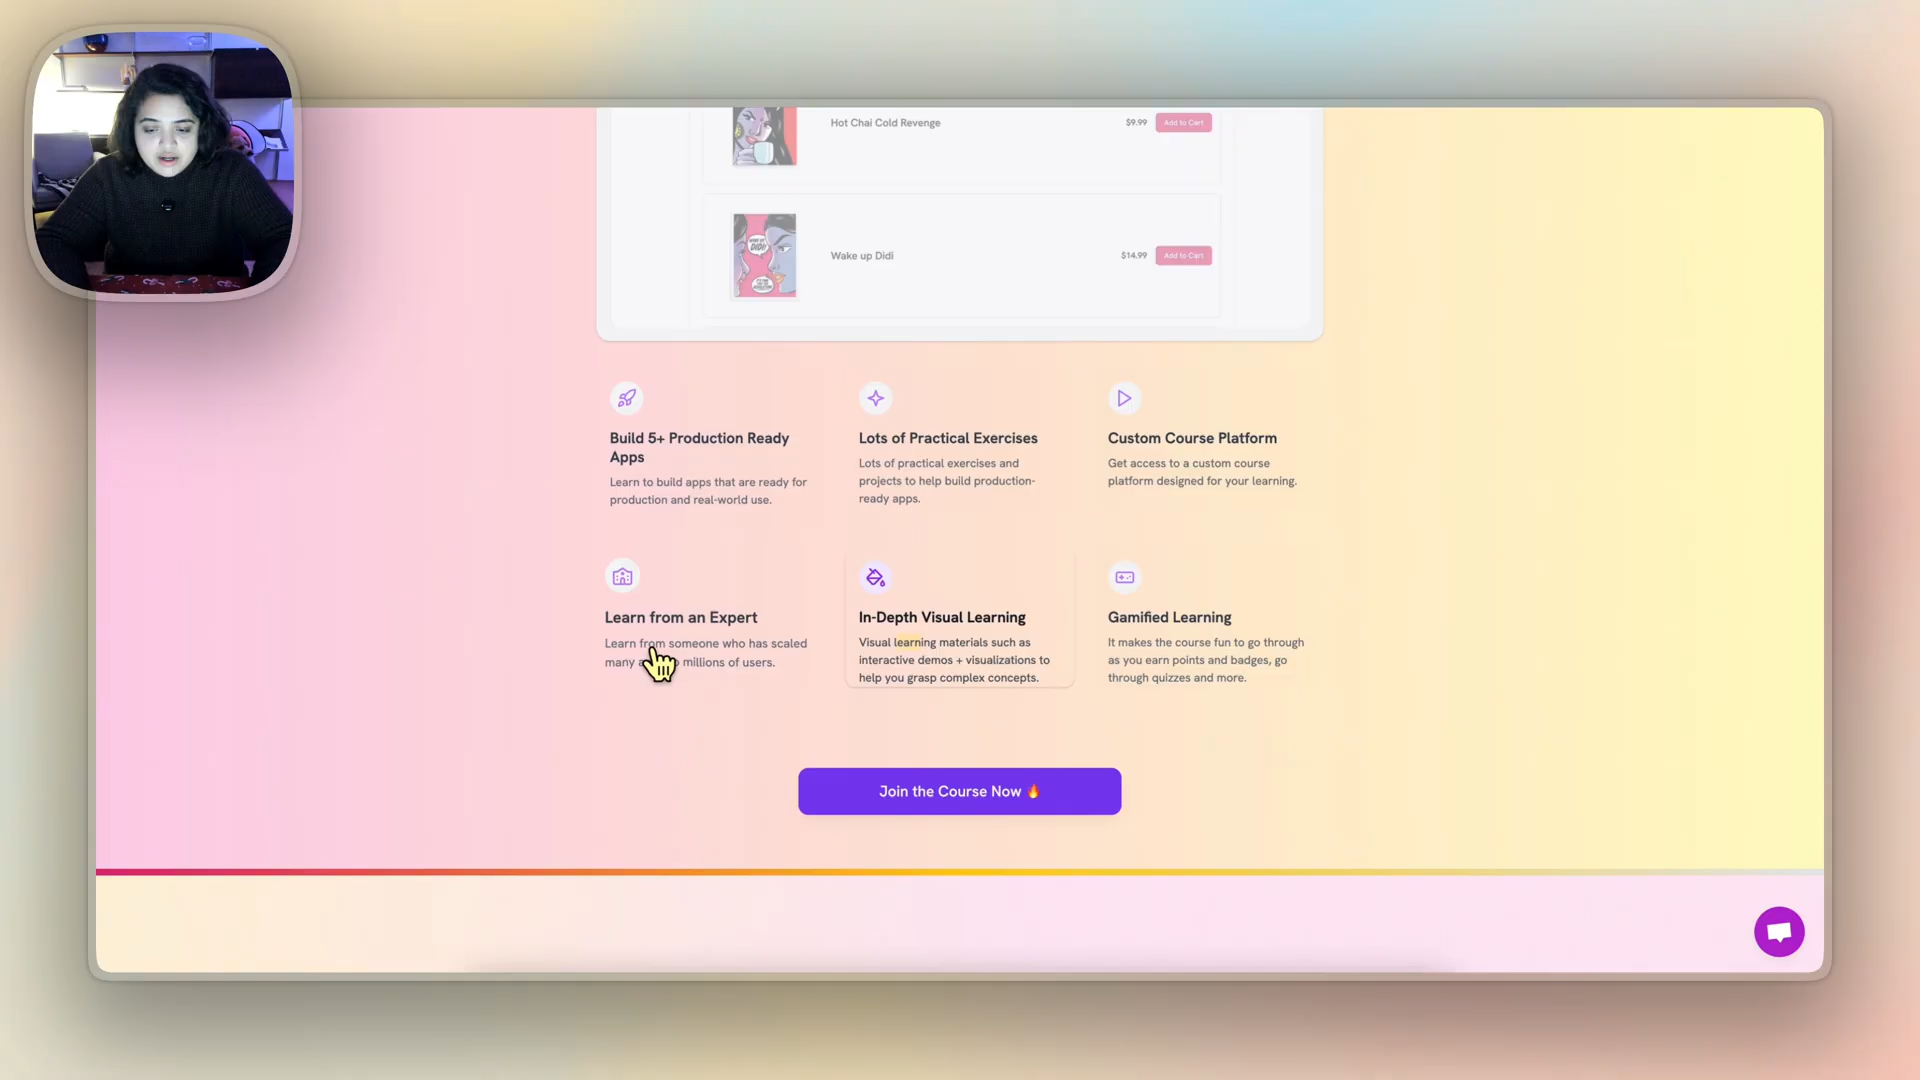 Hot Chai Cold Revenge
$9.99
Add to Cart
Wake up Didi
$14.99
Add to Cart
Build 5+ Production Ready
Apps
Learn to build apps that are ready for
production and real-world use.
Lots of Practical Exercises
Lots of practical exercises and
projects to help build production-
ready apps.
Custom Course Platform
Get access to a custom course
platform designed for your learning.
Learn from an Expert
Learn from someone who has scaled
many millions of users.
In-Depth Visual Learning
Visual learning materials such as
interactive demos + visualizations to
help you grasp complex concepts.
Gamified Learning
It makes the course fun to go through
as you earn points and badges, go
through quizzes and more.
Join the Course Now 🔥